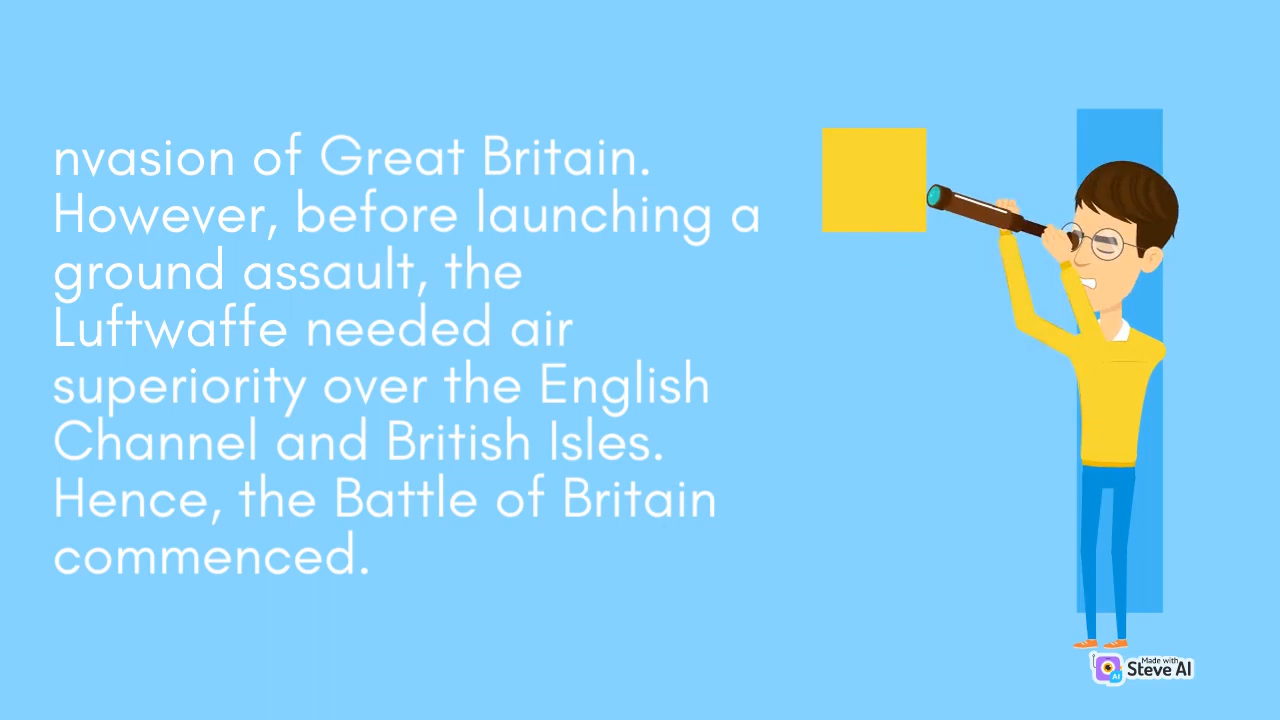 nvasion of Great Britain.
However, before launching a
ground assault, the
Luftwaffe needed air
superiority over the English
Channel and British Isles.
Hence, the Battle of Britain
commenced.
Made with
Steve AI
AI